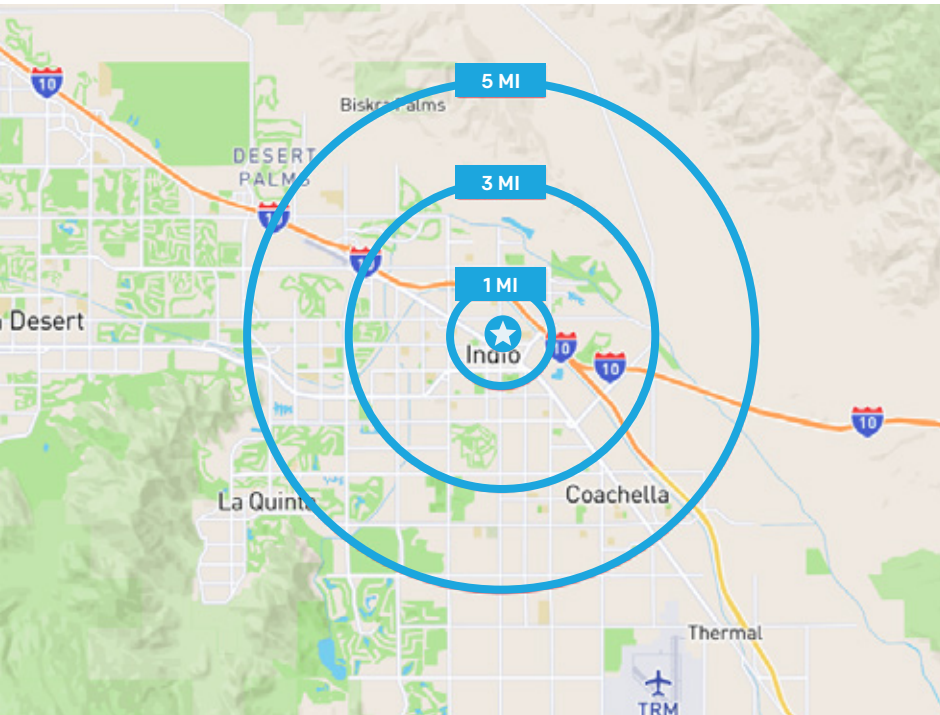 5 MI
10
Biskra Palms
DESERT
PALMS
3 MI
10
10
1 MI
Desert
Indio
10
10
10
La Quinta
Coachella
Thermal
TRM